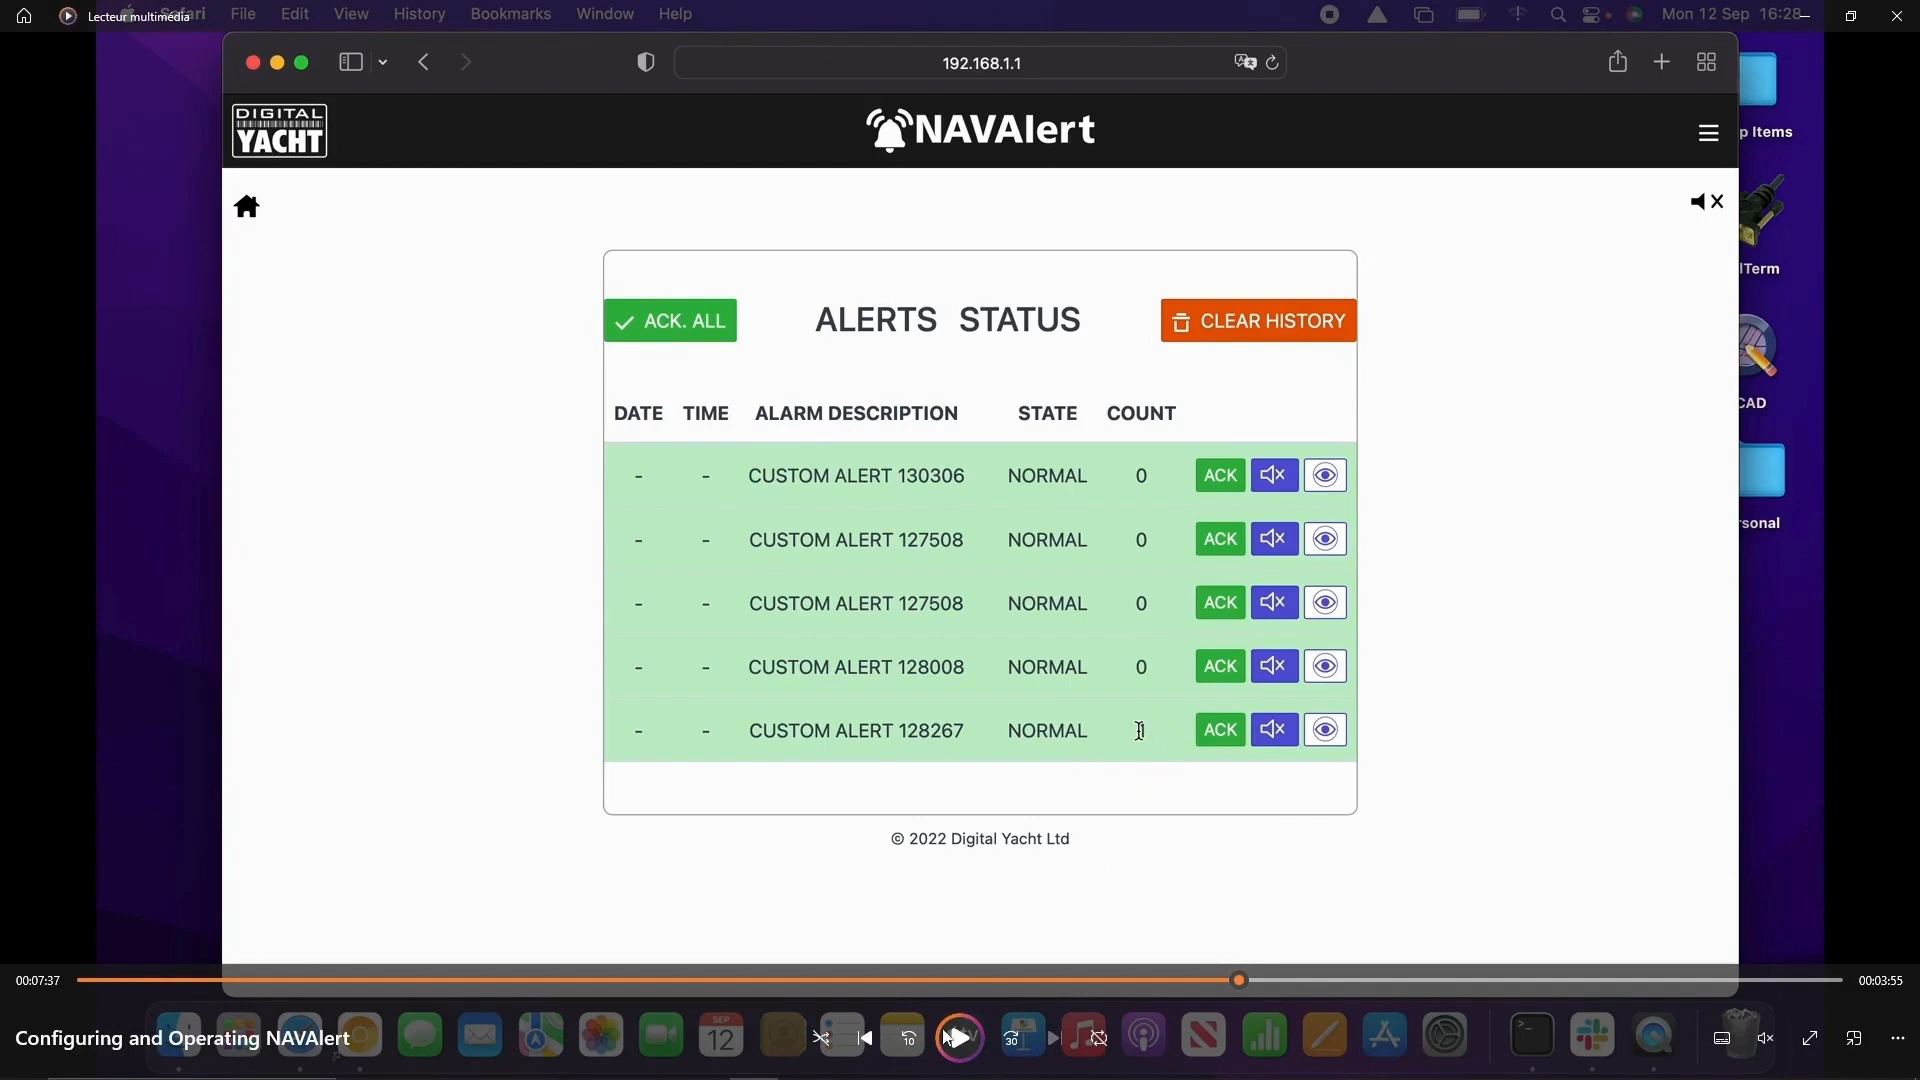 Lecteur multimédia
File Edit View History Bookmarks Window Help
Mon 12 Sep 16:28
192.168.1.1
DIGITAL
YACHT
NAVAlert
p Items
lTerm
CAD
rsonal
ACK. ALL
ALERTS STATUS
CLEAR HISTORY
DATE TIME ALARM DESCRIPTION STATE COUNT
- - CUSTOM ALERT 130306 NORMAL 0 ACK
- - CUSTOM ALERT 127508 NORMAL 0 ACK
- - CUSTOM ALERT 127508 NORMAL 0 ACK
- - CUSTOM ALERT 128008 NORMAL 0 ACK
- - CUSTOM ALERT 128267 NORMAL ACK
© 2022 Digital Yacht Ltd
00:07:37
00:03:55
SEP
12
Configuring and Operating NAVAlert
10
30